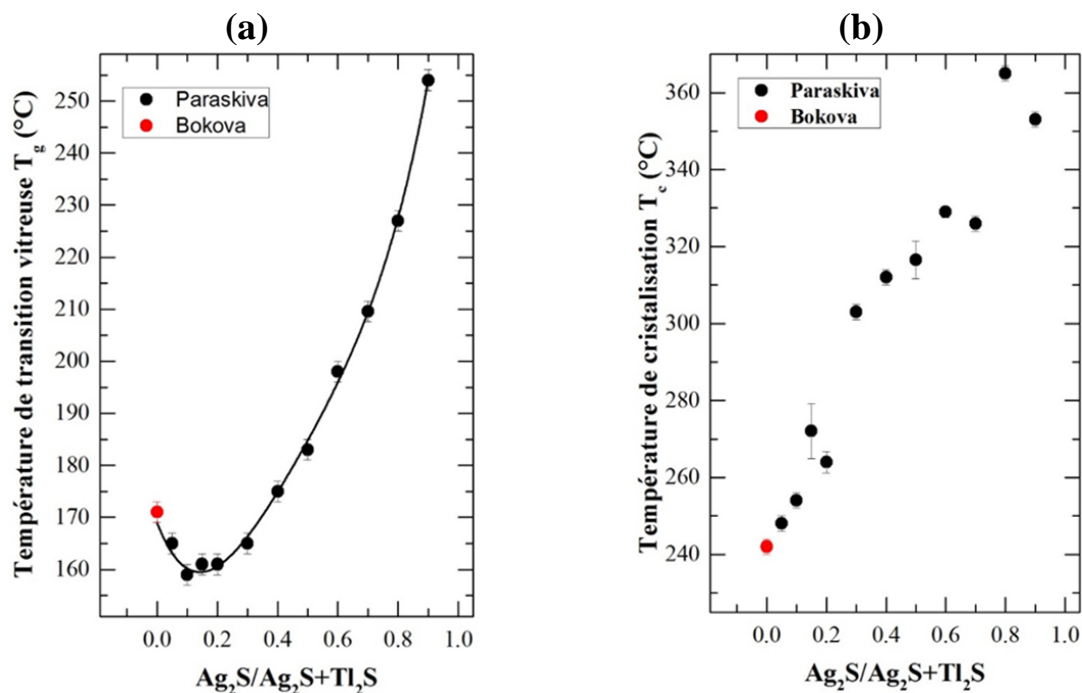 (a)
Température de transition vitreuse Tg (°C)
250
240
230
220
210
200
190
180
170
160
Paraskiva
Bokova
0.0 0.2 0.4 0.6 0.8 1.0
Ag2S/Ag2S+Tl2S
(b)
Température de cristalisation Tc (°C)
360
340
320
300
280
260
240
Paraskiva
Bokova
0.0 0.2 0.4 0.6 0.8 1.0
Ag2S/Ag2S+Tl2S